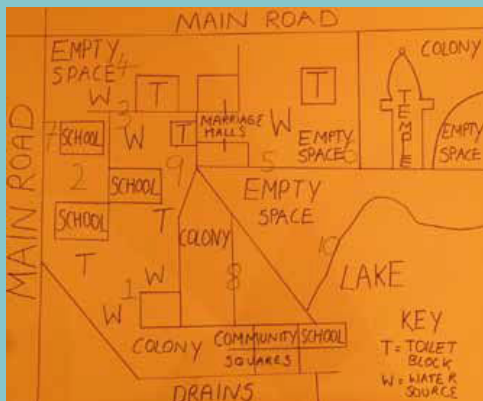 MAIN ROAD
EMPTY
SPACE
4
COLONY
W
T
T
TEMPLE
3
MARRIAGE
HALLS
7
SCHOOL
W
T
W
EMPTY
SPACE
6
EMPTY
SPACE
MAIN ROAD
2
SCHOOL
9
5
EMPTY
SPACE
SCHOOL
T
COLONY
10
T
W
8
LAKE
1
W
KEY
COLONY
COMMUNITY
SQUARES
SCHOOL
T = TOILET
BLOCK
W = WATER
SOURCE
DRAINS